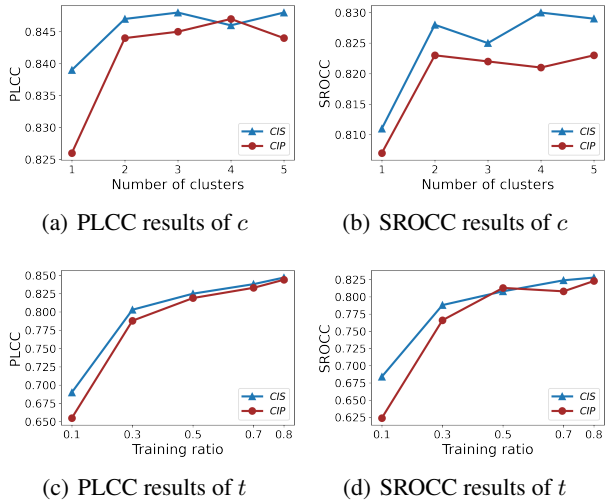 0.845
0.840
0.835
0.830
0.825
PLCC
1 2 3 4 5
Number of clusters
CIS
CIP
0.830
0.825
0.820
0.815
0.810
SROCC
1 2 3 4 5
Number of clusters
CIS
CIP
(a) PLCC results of c
(b) SROCC results of c
0.850
0.825
0.800
0.775
0.750
0.725
0.700
0.675
0.650
PLCC
0.1 0.3 0.5 0.7 0.8
Training ratio
CIS
CIP
0.825
0.800
0.775
0.750
0.725
0.700
0.675
0.650
0.625
SROCC
0.1 0.3 0.5 0.7 0.8
Training ratio
CIS
CIP
(c) PLCC results of t
(d) SROCC results of t